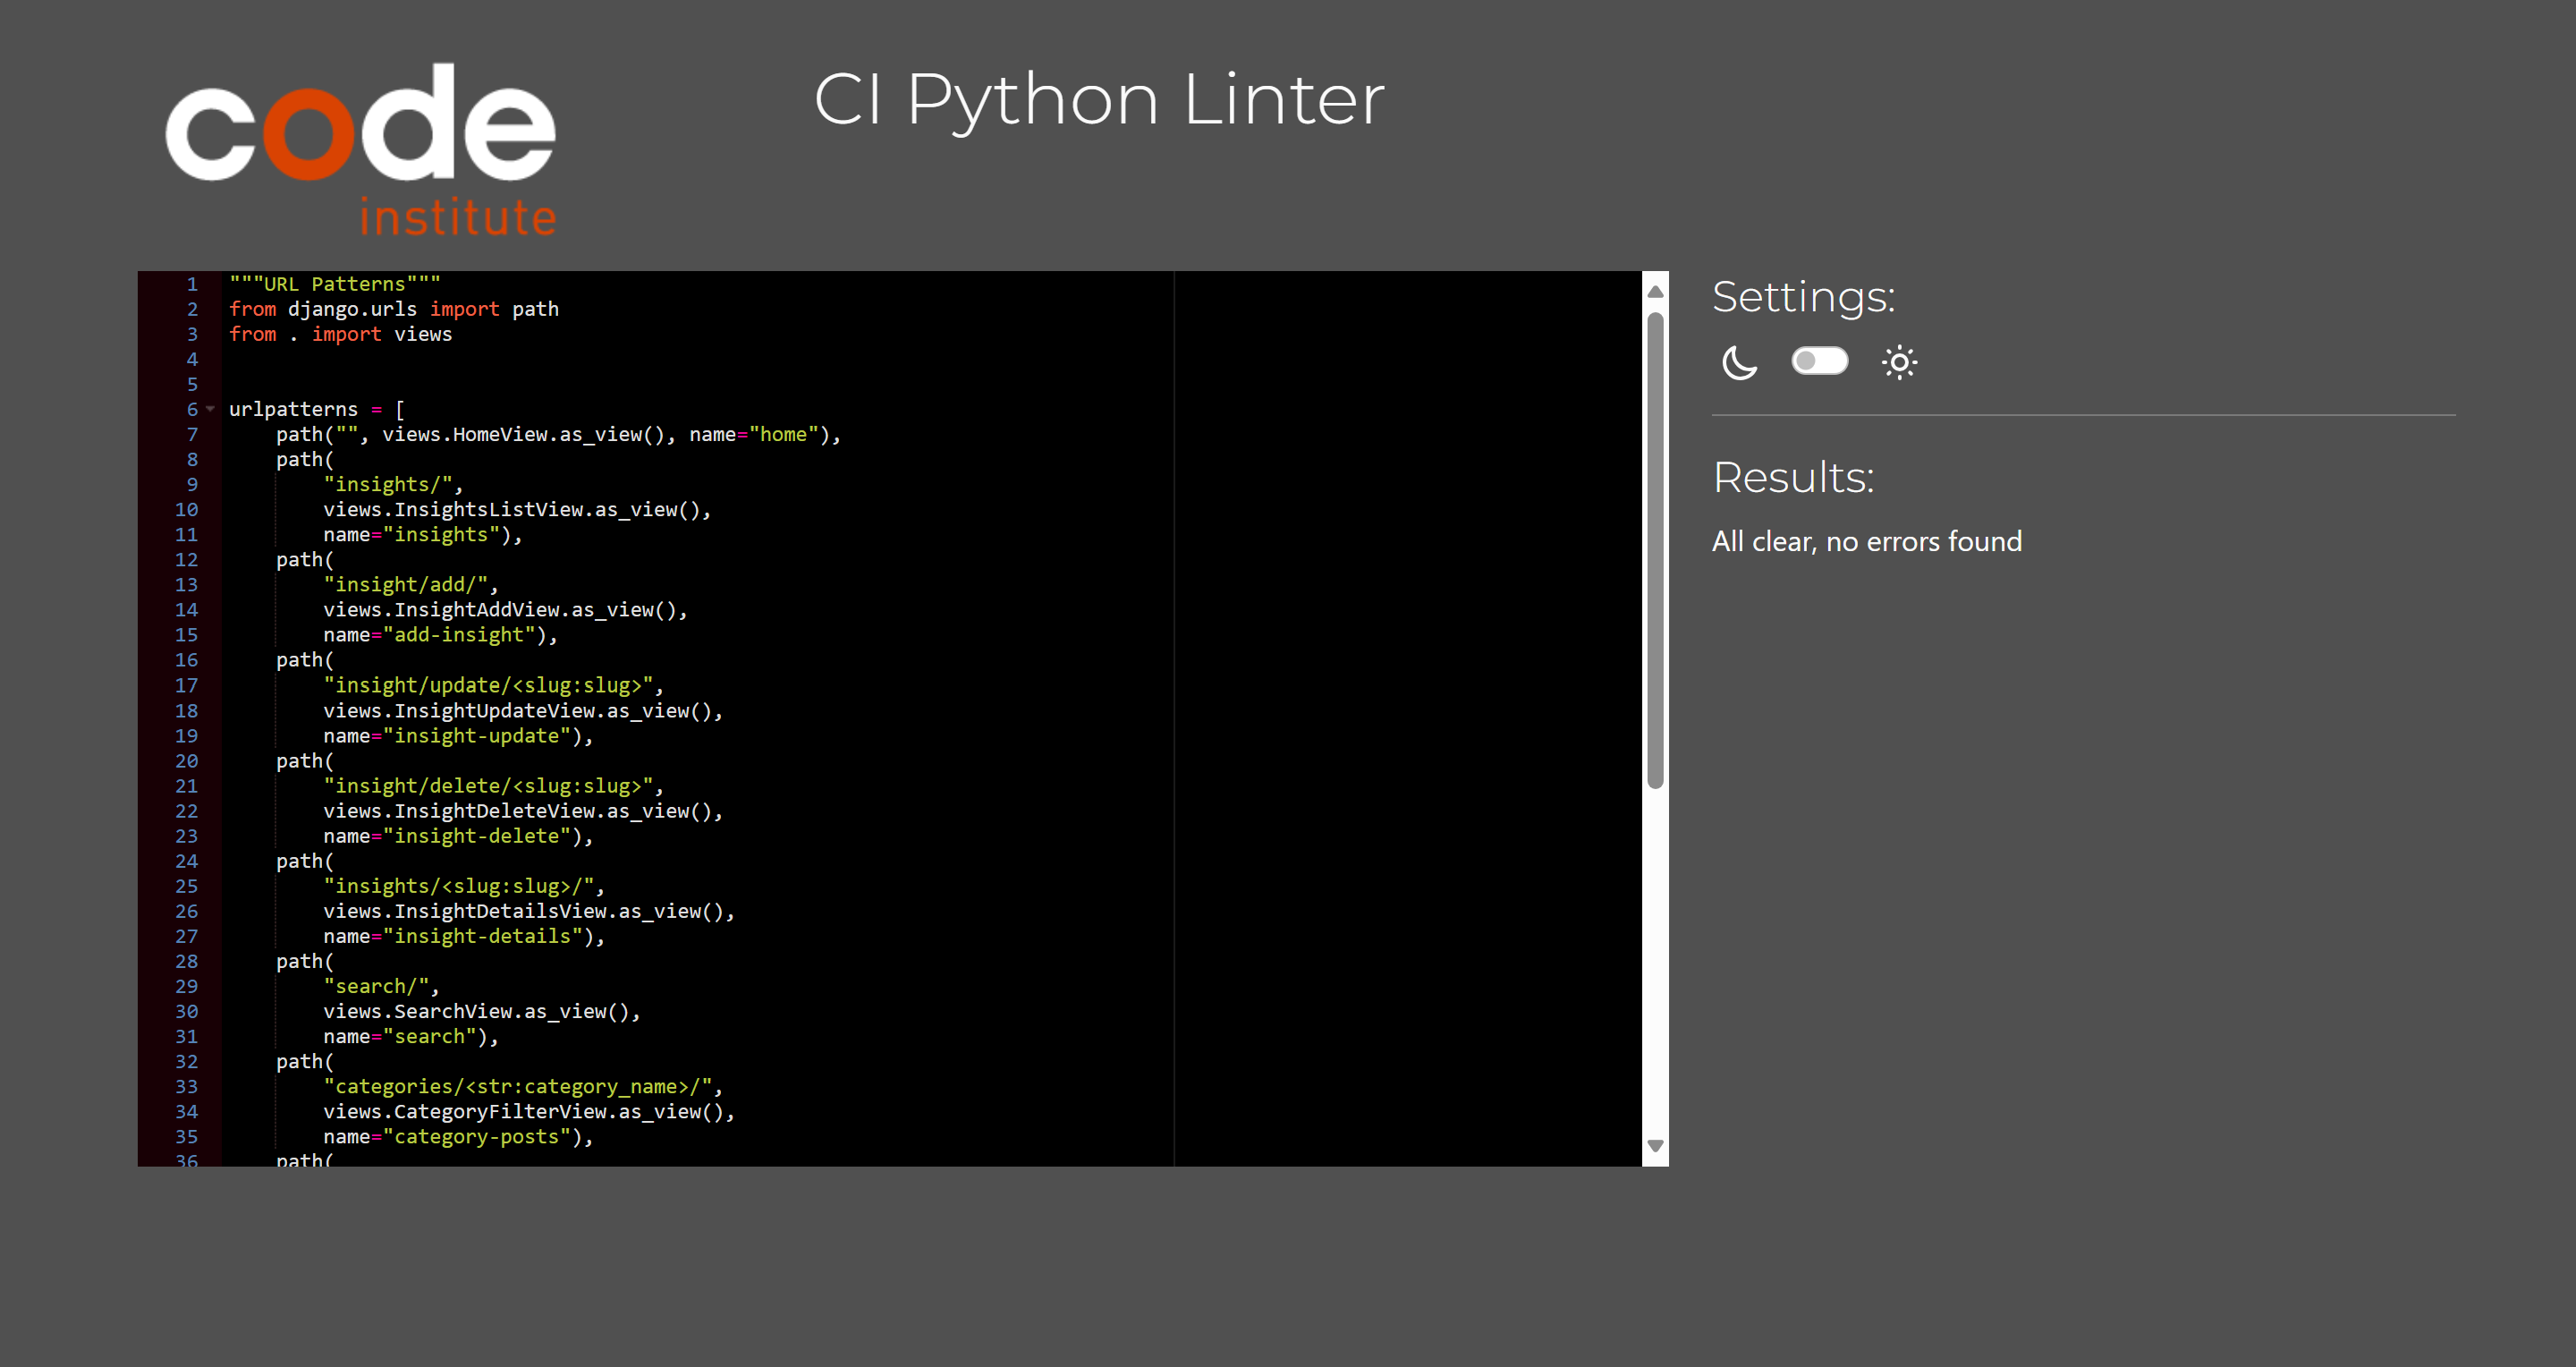 code
institute
CI Python Linter
1 """URL Patterns"""
2 from django.urls import path
3 from . import views
4
5
6 urlpatterns = [
7     path("", views.HomeView.as_view(), name="home"),
8     path(
9         "insights/",
10         views.InsightsListView.as_view(),
11         name="insights"),
12     path(
13         "insight/add/",
14         views.InsightAddView.as_view(),
15         name="add-insight"),
16     path(
17         "insight/update/<slug:slug>",
18         views.InsightUpdateView.as_view(),
19         name="insight-update"),
20     path(
21         "insight/delete/<slug:slug>",
22         views.InsightDeleteView.as_view(),
23         name="insight-delete"),
24     path(
25         "insights/<slug:slug>/",
26         views.InsightDetailsView.as_view(),
27         name="insight-details"),
28     path(
29         "search/",
30         views.SearchView.as_view(),
31         name="search"),
32     path(
33         "categories/<str:category_name>/",
34         views.CategoryFilterView.as_view(),
35         name="category-posts"),
36     path(
Settings:
Results:
All clear, no errors found